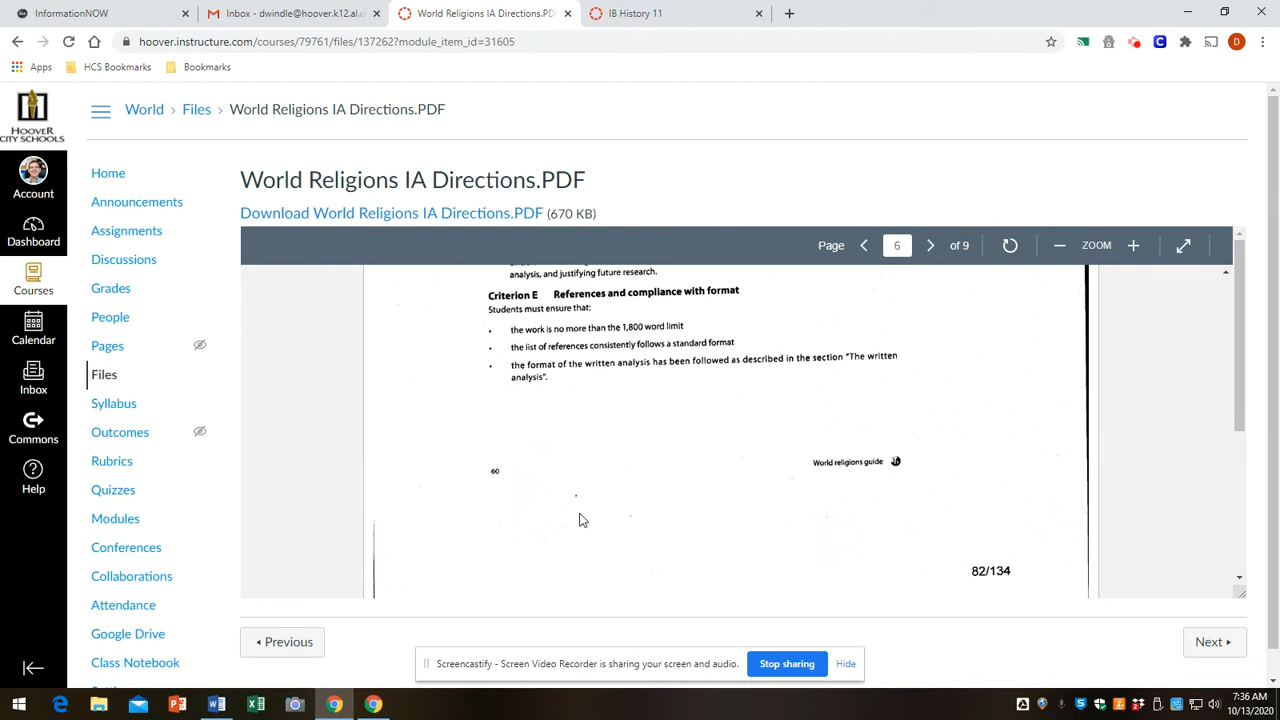 InformationNOW
Inbox - dwindle@hoover.k12.al.u
World Religions IA Directions.PD
IB History 11
hoover.instructure.com/courses/79761/files/137262?module_item_id=31605
Apps
HCS Bookmarks
Bookmarks
HOOVER
CITY SCHOOLS
Account
Dashboard
Courses
Calendar
Inbox
Commons
Help
World > Files > World Religions IA Directions.PDF
Home
Announcements
Assignments
Discussions
Grades
People
Pages
Files
Syllabus
Outcomes
Rubrics
Quizzes
Modules
Conferences
Collaborations
Attendance
Google Drive
Class Notebook
World Religions IA Directions.PDF
Download World Religions IA Directions.PDF (670 KB)
Page 6 of 9 ZOOM
analysis, and justifying future research.
Criterion E References and compliance with format
Students must ensure that:
• the work is no more than the 1,800 word limit
• the list of references consistently follows a standard format
• the format of the written analysis has been followed as described in the section "The written
analysis".
60
World religions guide
82/134
Previous
Next
Screencastify - Screen Video Recorder is sharing your screen and audio.
Stop sharing
Hide
7:36 AM
10/13/2020